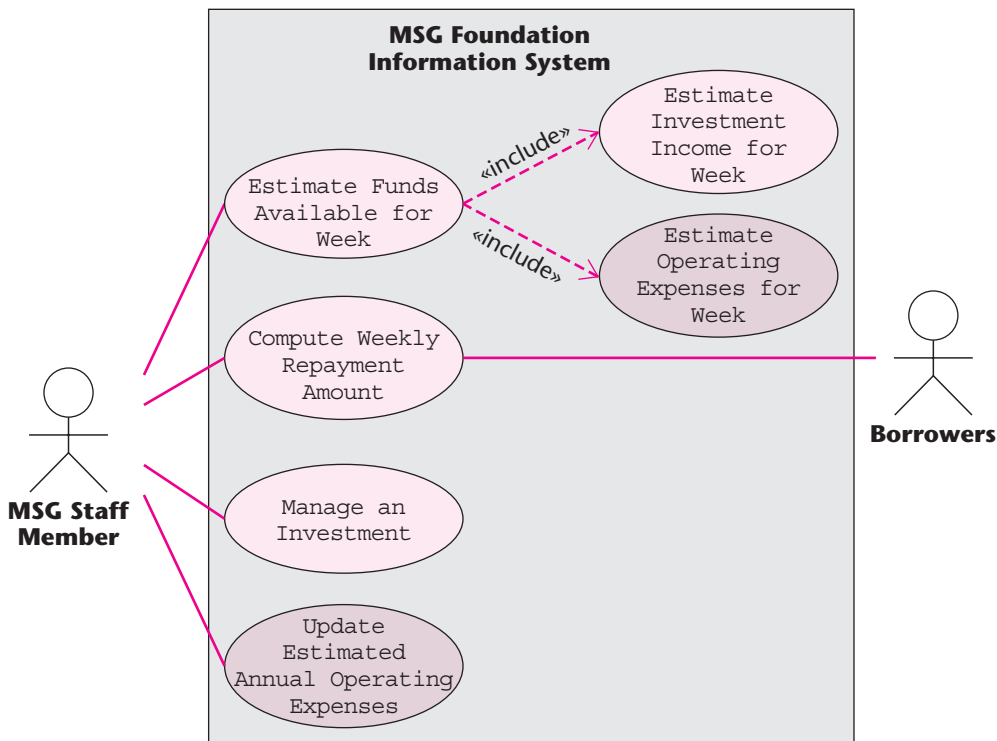 MSG Foundation
Information System
Estimate
Investment
Income for
Week
«include»
Estimate Funds
Available for
Week
«include»
Estimate
Operating
Expenses for
Week
Compute Weekly
Repayment
Amount
Borrowers
MSG Staff
Member
Manage an
Investment
Update
Estimated
Annual Operating
Expenses